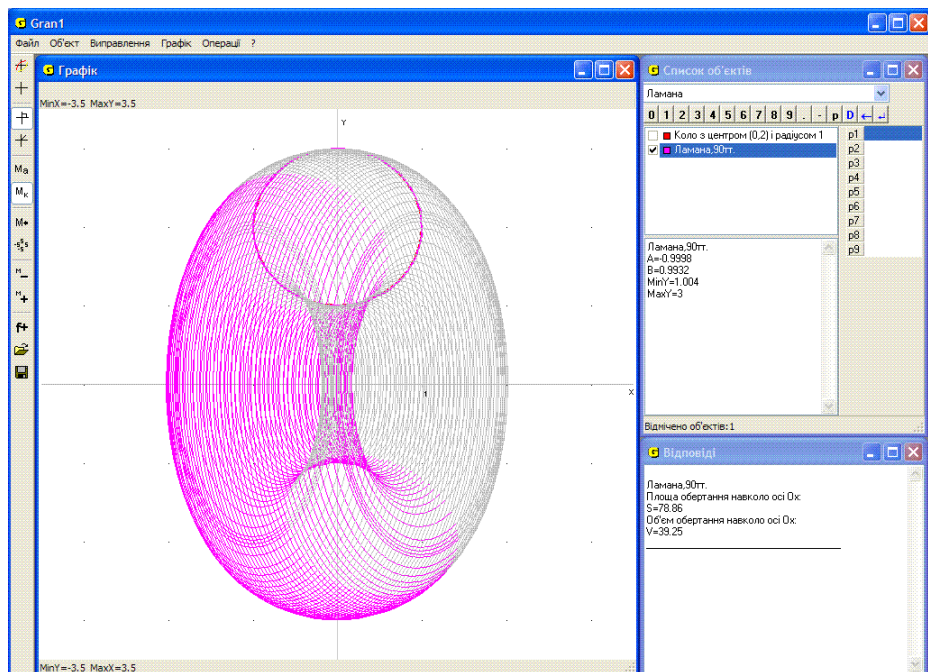 Gran1
Файл Об'єкт Виправлення Графік Операції ?
Графік
MinX=-3.5 MaxY=3.5
Y
X
1
MinY=-3.5 MaxX=3.5
Ma
Мк
M
S
M
M
f+
Список об'єктів
Ламана
0 1 2 3 4 5 6 7 8 9 . - p D ← ↵
Коло з центром (0,2) і радіусом 1
Ламана,90тт.
p1
p2
p3
p4
p5
p6
p7
p8
p9
Ламана,90тт.
A=-0.9998
B=0.9932
MinY=1.004
MaxY=3
Відмічено об'єктів:1
Відповіді
Ламана,90тт.
Площа обертання навколо осі Ox:
S=78.86
Об'єм обертання навколо осі Ox:
V=39.25